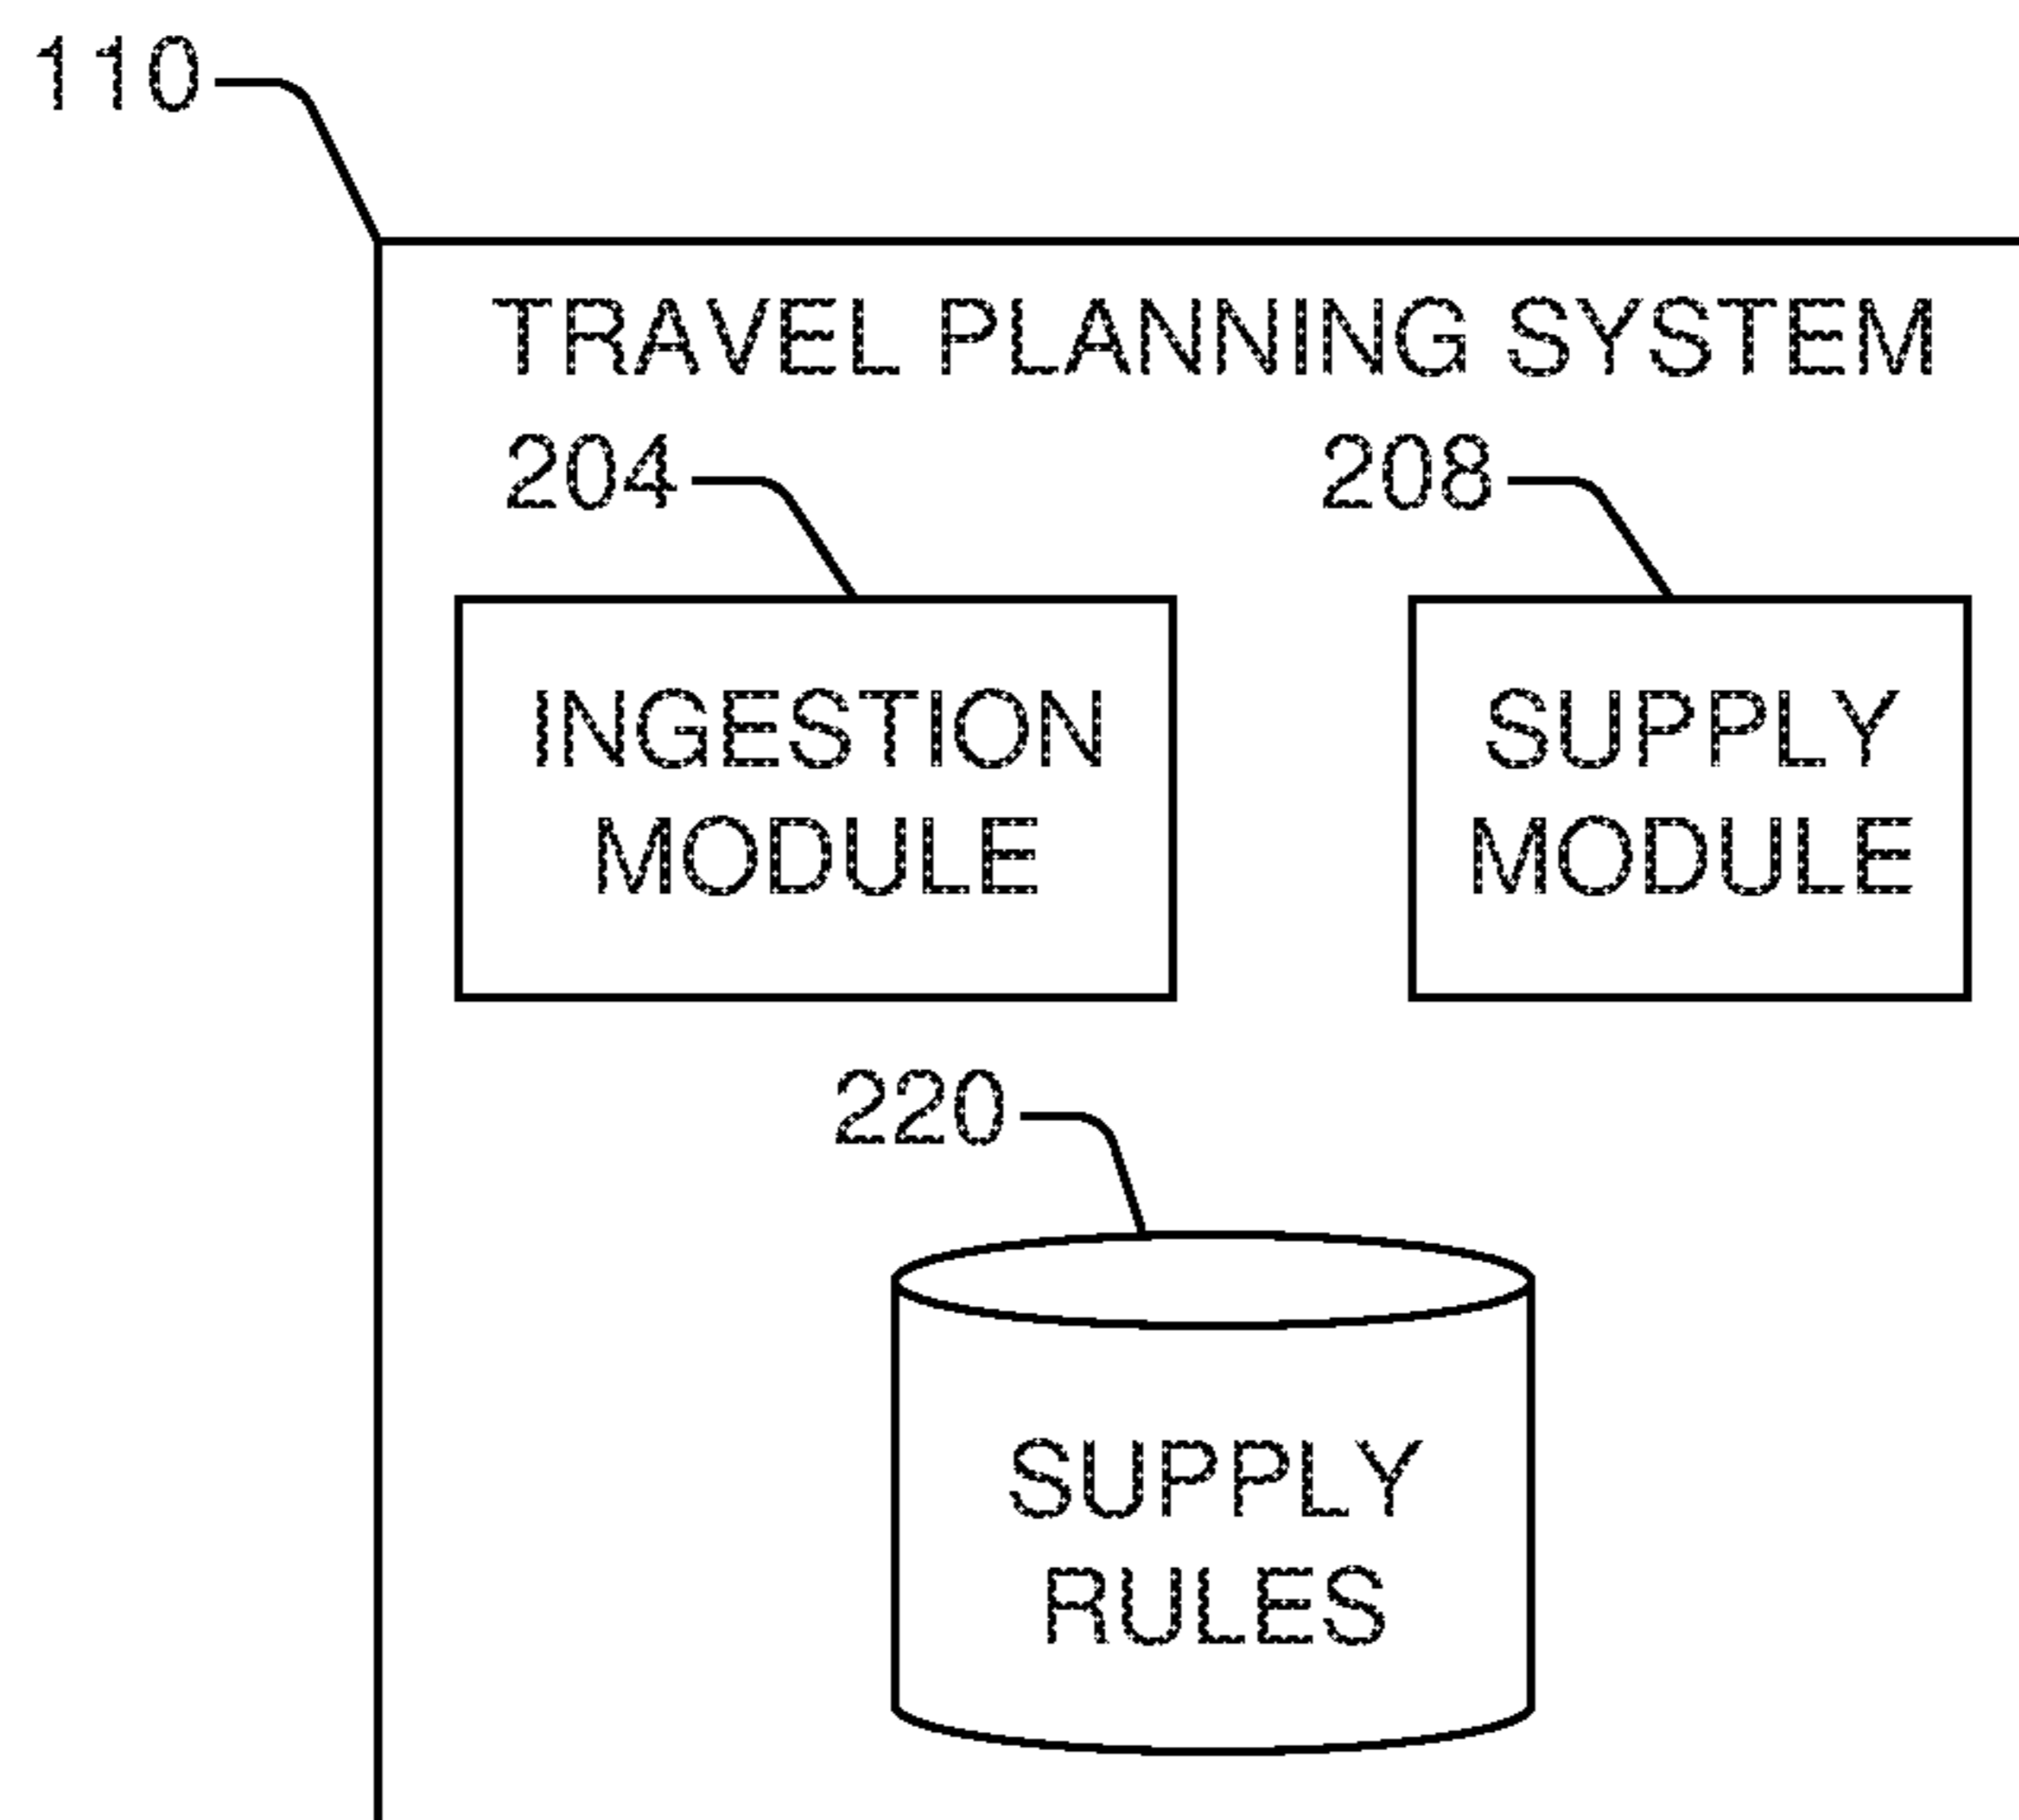 110
TRAVEL PLANNING SYSTEM
204
208
INGESTION
MODULE
SUPPLY
MODULE
220
SUPPLY
RULES